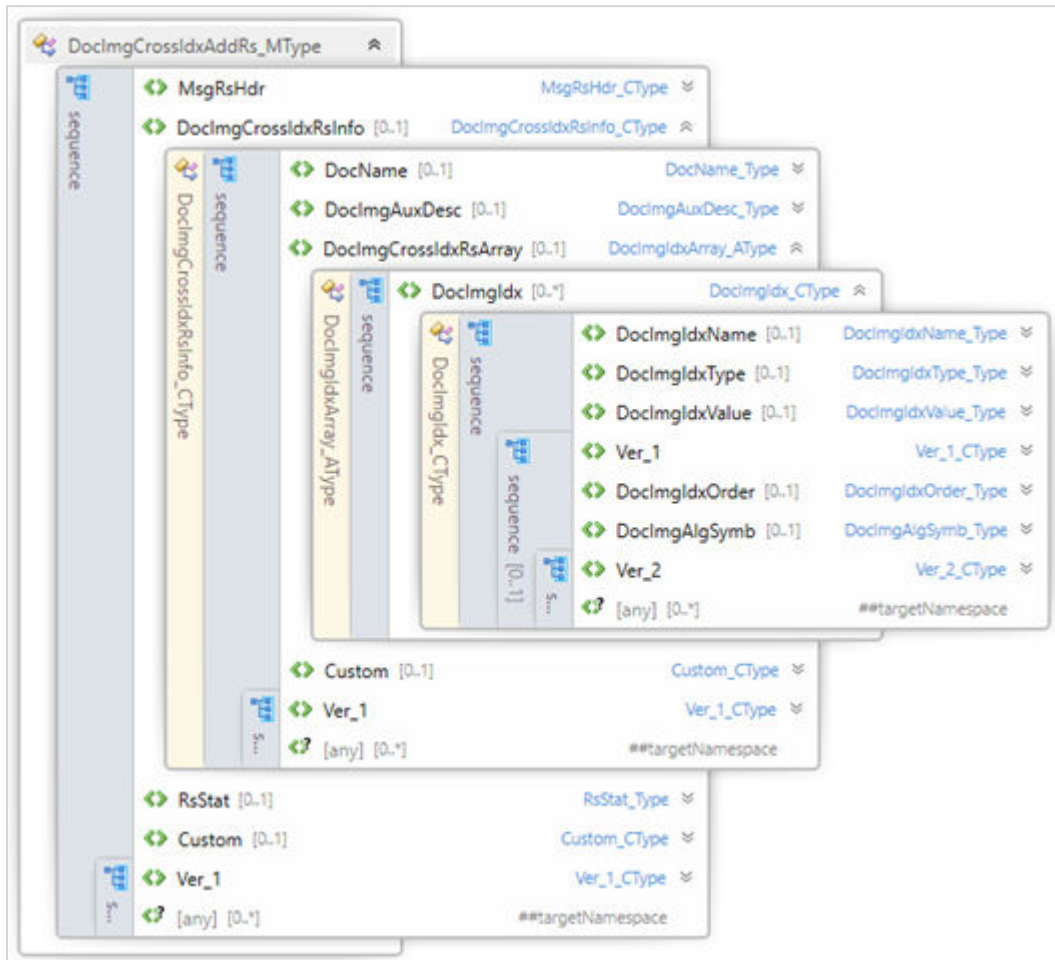 DocImgCrossIdxAddRs_MType
sequence
MsgRsHdr MsgRsHdr_CType
DocImgCrossIdxRsInfo [0..1] DocImgCrossIdxRsInfo_CType
DocImgCrossIdxRsInfo_CType
sequence
DocName [0..1] DocName_Type
DocImgAuxDesc [0..1] DocImgAuxDesc_Type
DocImgCrossIdxRsArray [0..1] DocImgIdxArray_AType
DocImgIdxArray_AType
sequence
DocImgIdx [0..*] DocImgIdx_CType
DocImgIdx_CType
sequence
DocImgIdxName [0..1] DocImgIdxName_Type
DocImgIdxType [0..1] DocImgIdxType_Type
DocImgIdxValue [0..1] DocImgIdxValue_Type
sequence [0..1]
Ver_1 Ver_1_CType
DocImgIdxOrder [0..1] DocImgIdxOrder_Type
DocImgAlgSymb [0..1] DocImgAlgSymb_Type
s...
Ver_2 Ver_2_CType
[any] [0..*] ##targetNamespace
Custom [0..1] Custom_CType
s...
Ver_1 Ver_1_CType
[any] [0..*] ##targetNamespace
RsStat [0..1] RsStat_Type
Custom [0..1] Custom_CType
s...
Ver_1 Ver_1_CType
[any] [0..*] ##targetNamespace